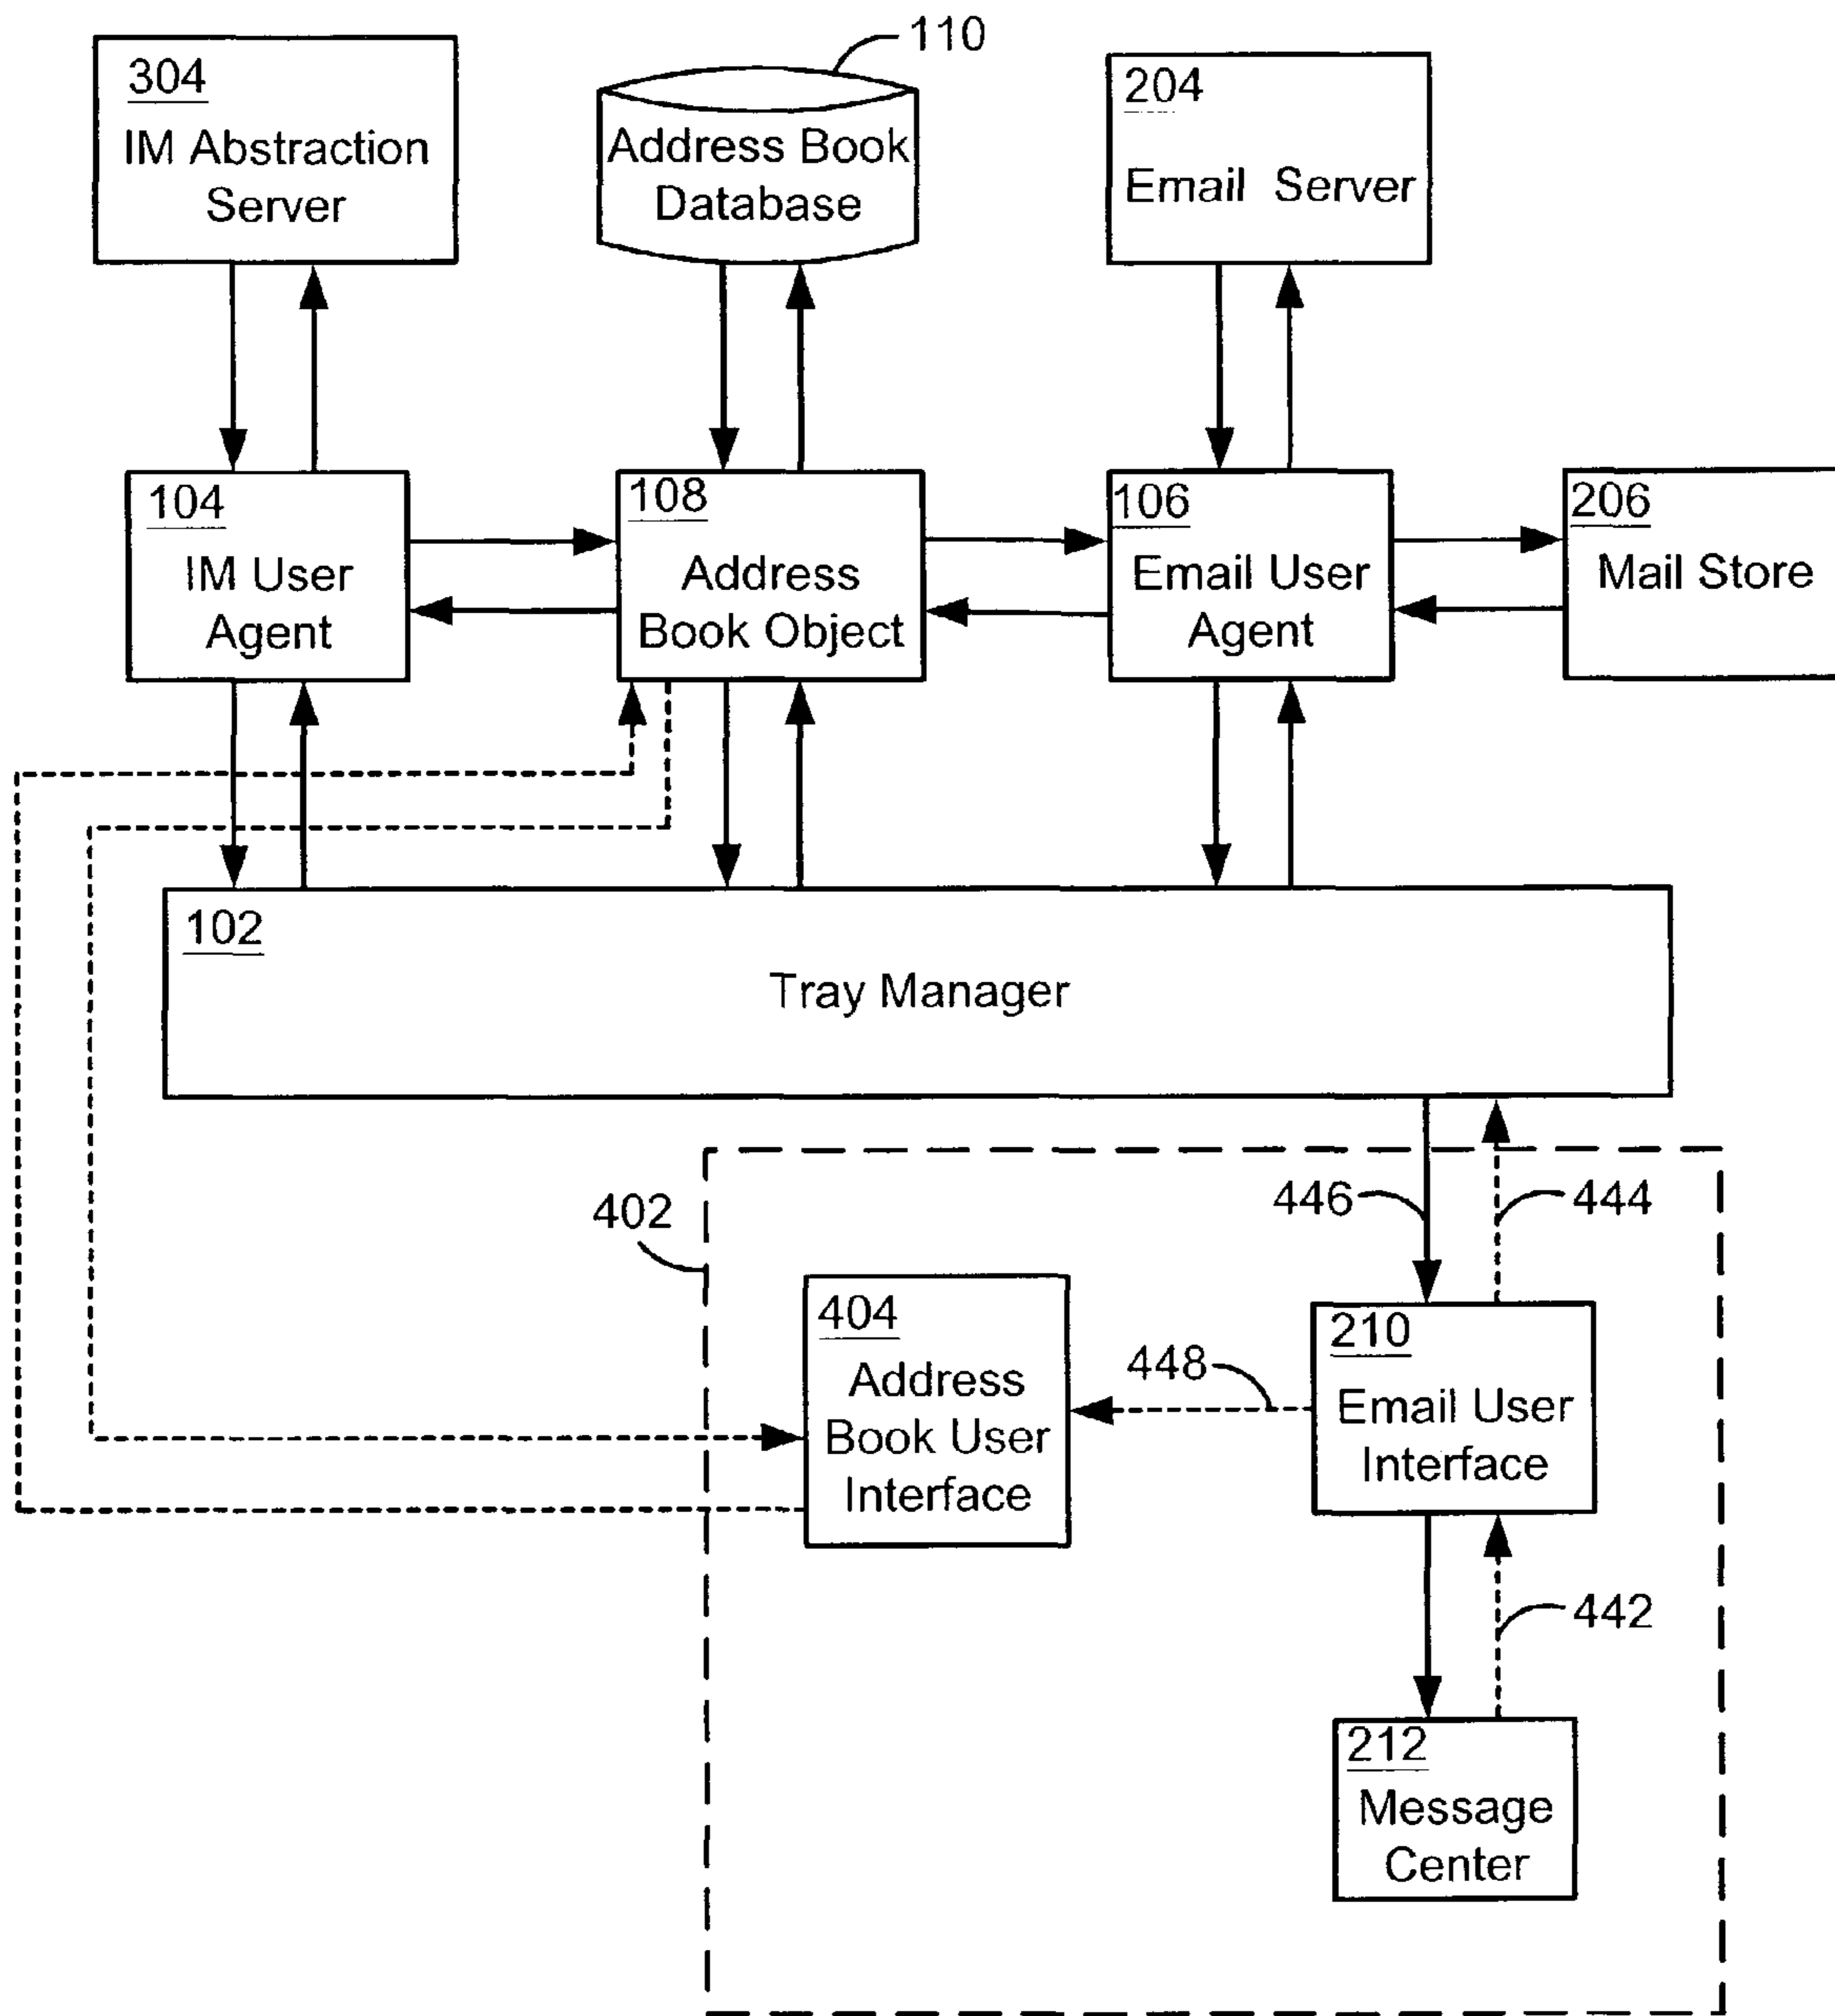 110
304
IM Abstraction
Server
Address Book
Database
204
Email Server
104
IM User
Agent
108
Address
Book Object
106
Email User
Agent
206
Mail Store
102
Tray Manager
402
446
444
404
Address
Book User
Interface
448
210
Email User
Interface
442
212
Message
Center